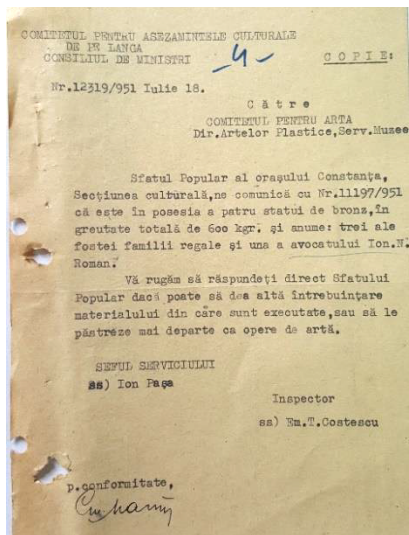 COMITETUL PENTRU ASEZAMINTELE CULTURALE
DE PE LANGA
CONSILIUL DE MINISTRI
-4-
COPIE:
Nr.12319/951 Iulie 18.
Către
COMITETUL PENTRU ARTA
Dir.Artelor Plastice,Serv.Muzee
Sfatul Popular al orașului Constanța,
Secțiunea culturală,ne comunică cu Nr.11197/951
că este în posesia a patru statui de bronz,în
greutate totală de 600 kgr. și anume: trei ale
fostei familii regale și una a avocatului Ion.N.
Roman.
Vă rugăm să răspundeți direct Sfatului
Popular dacă poate să dea altă întrebuințare
materialului din care sunt executate,sau să le
păstreze mai departe ca opere de artă.
SEFUL SERVICIULUI
ss) Ion Pașa
Inspector
ss) Em.T.Costescu
p.conformitate,